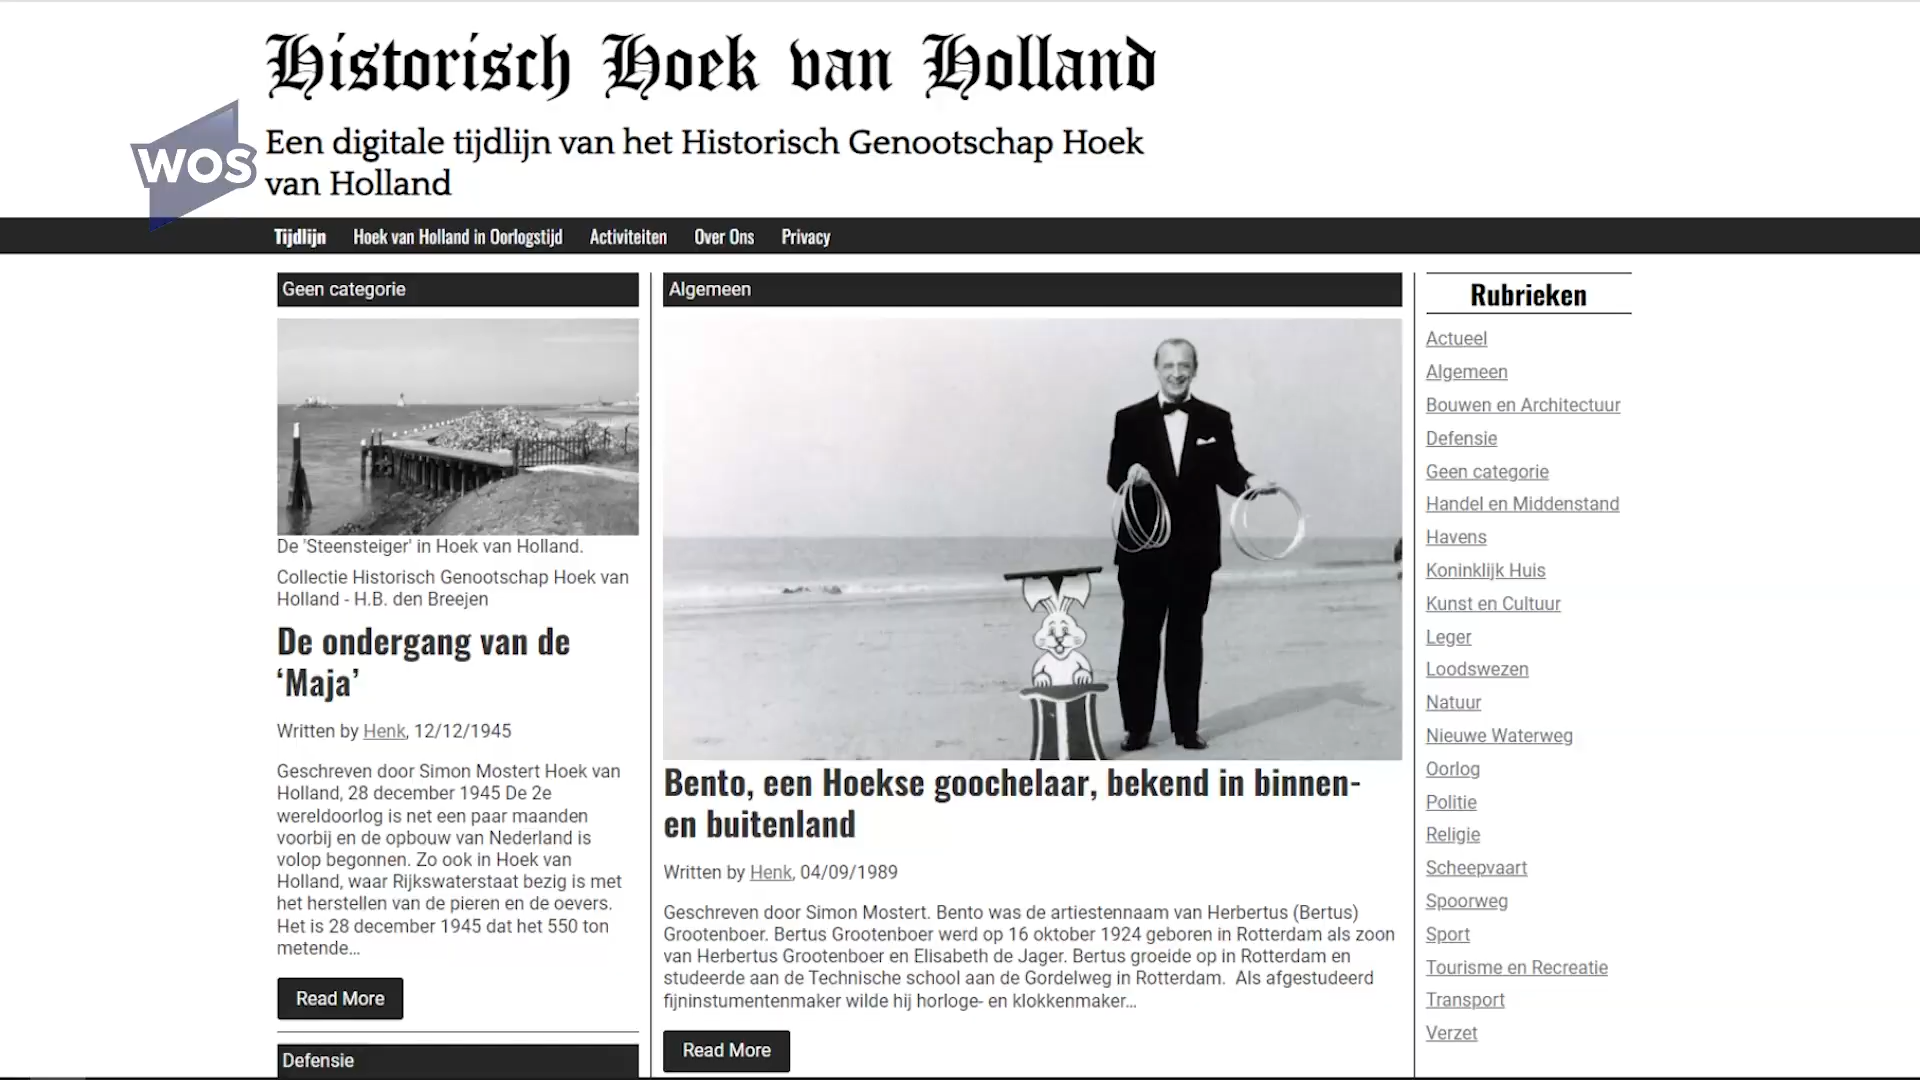 Historisch Hoek van Holland
WOS
Een digitale tijdlijn van het Historisch Genootschap Hoek
van Holland
Tijdlijn Hoek van Holland in Oorlogstijd Activiteiten Over Ons Privacy
Geen categorie
De 'Steensteiger' in Hoek van Holland.
Collectie Historisch Genootschap Hoek van
Holland - H.B. den Breejen
De ondergang van de
‘Maja’
Written by Henk, 12/12/1945
Geschreven door Simon Mostert Hoek van
Holland, 28 december 1945 De 2e
wereldoorlog is net een paar maanden
voorbij en de opbouw van Nederland is
volop begonnen. Zo ook in Hoek van
Holland, waar Rijkswaterstaat bezig is met
het herstellen van de pieren en de oevers.
Het is 28 december 1945 dat het 550 ton
metende...
Read More
Defensie
Algemeen
Bento, een Hoekse goochelaar, bekend in binnen-
en buitenland
Written by Henk, 04/09/1989
Geschreven door Simon Mostert. Bento was de artiestennaam van Herbertus (Bertus)
Grootenboer. Bertus Grootenboer werd op 16 oktober 1924 geboren in Rotterdam als zoon
van Herbertus Grootenboer en Elisabeth de Jager. Bertus groeide op in Rotterdam en
studeerde aan de Technische school aan de Gordelweg in Rotterdam. Als afgestudeerd
fijninstumentenmaker wilde hij horloge- en klokkenmaker...
Read More
Rubrieken
Actueel
Algemeen
Bouwen en Architectuur
Defensie
Geen categorie
Handel en Middenstand
Havens
Koninklijk Huis
Kunst en Cultuur
Leger
Loodswezen
Natuur
Nieuwe Waterweg
Oorlog
Politie
Religie
Scheepvaart
Spoorweg
Sport
Tourisme en Recreatie
Transport
Verzet